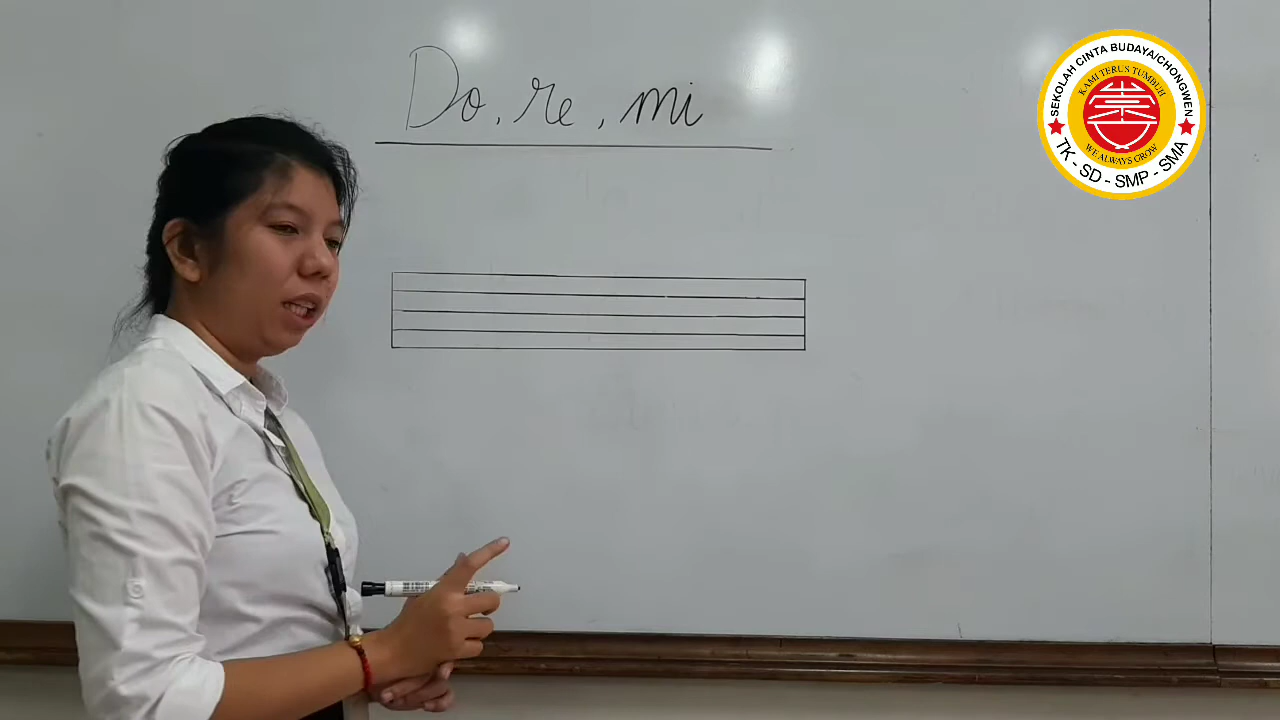 Do, re, mi
SEKOLAH CINTA BUDAYA/CHONGWEN
KAMI TERUS TUMBUH
WE ALWAYS GROW
TK - SD - SMP - SMA